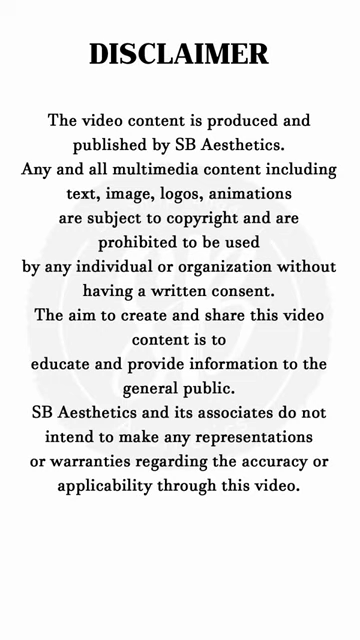 DISCLAIMER
The video content is produced and
published by SB Aesthetics.
Any and all multimedia content including
text, image, logos, animations
are subject to copyright and are
prohibited to be used
by any individual or organization without
having a written consent.
The aim to create and share this video
content is to
educate and provide information to the
general public.
SB Aesthetics and its associates do not
intend to make any representations
or warranties regarding the accuracy or
applicability through this video.